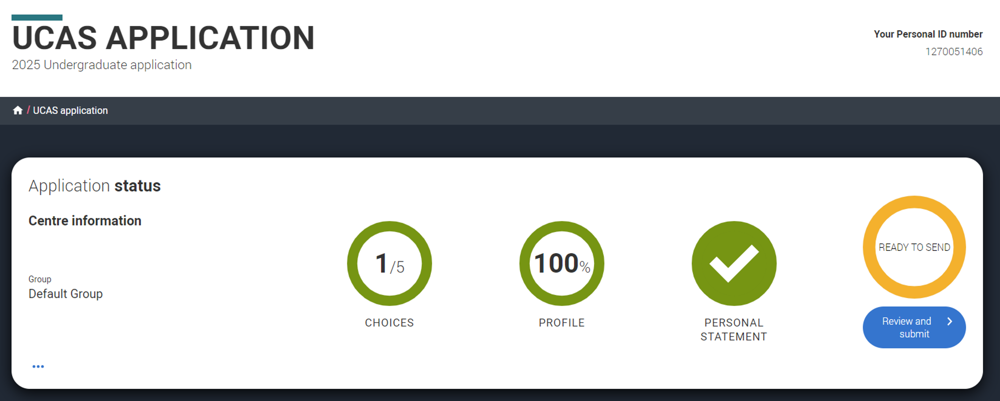 UCAS APPLICATION
2025 Undergraduate application
Your Personal ID number
1270051406
/ UCAS application
Application status
Centre information
Group
Default Group
1/5
CHOICES
100%
PROFILE
PERSONAL
STATEMENT
READY TO SEND
Review and
submit